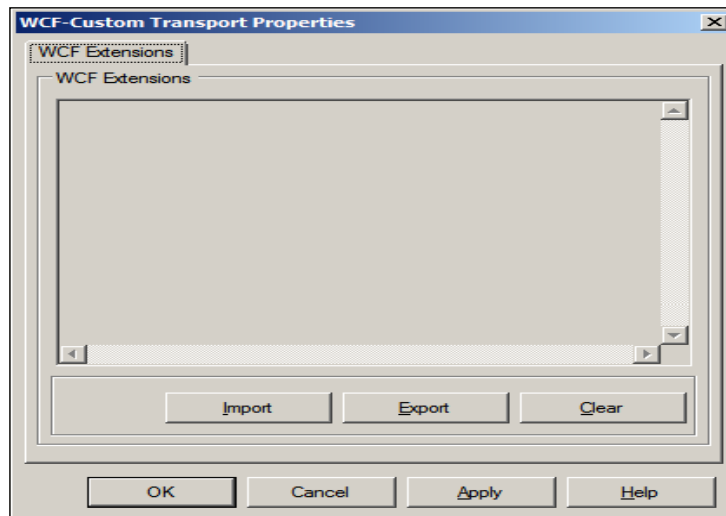 WCF-Custom Transport Properties
WCF Extensions
WCF Extensions
Import Export Clear
OK Cancel Apply Help